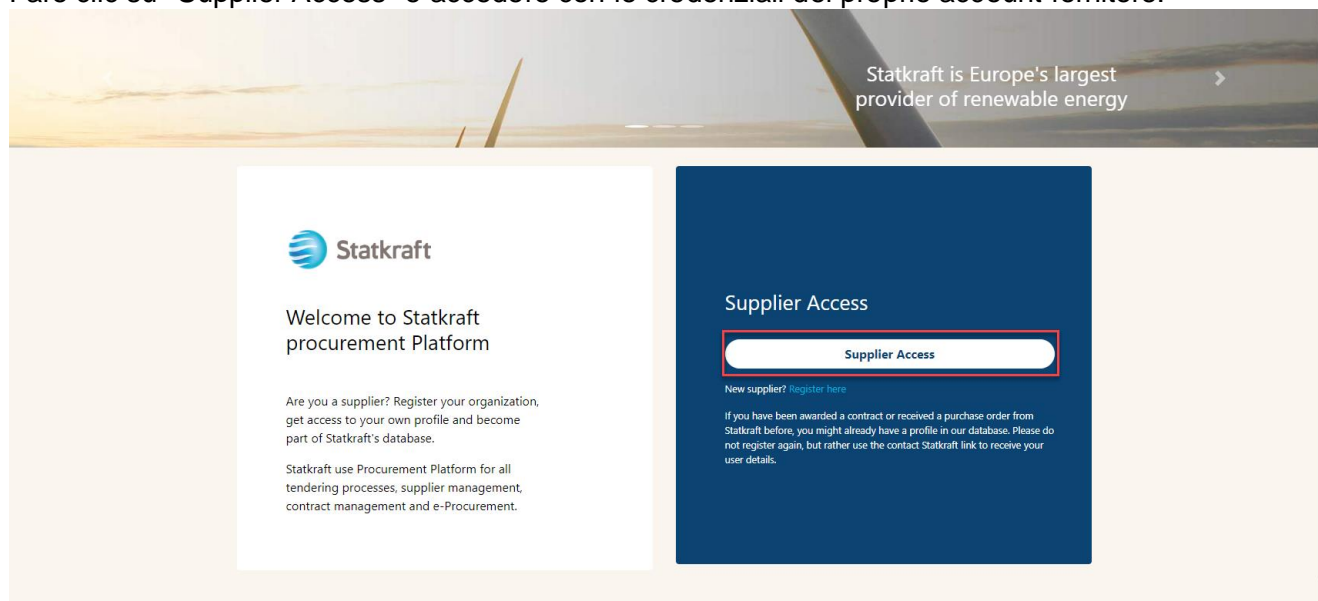 Fare clic su "Supplier Access" e accedere con le credenziali del proprio account fornitore.
Statkraft is Europe's largest
provider of renewable energy
Statkraft
Welcome to Statkraft
procurement Platform
Are you a supplier? Register your organization,
get access to your own profile and become
part of Statkraft's database.
Statkraft use Procurement Platform for all
tendering processes, supplier management,
contract management and e-Procurement.
Supplier Access
Supplier Access
New supplier? Register here
If you have been awarded a contract or received a purchase order from
Statkraft before, you might already have a profile in our database. Please do
not register again, but rather use the contact Statkraft link to receive your
user details.